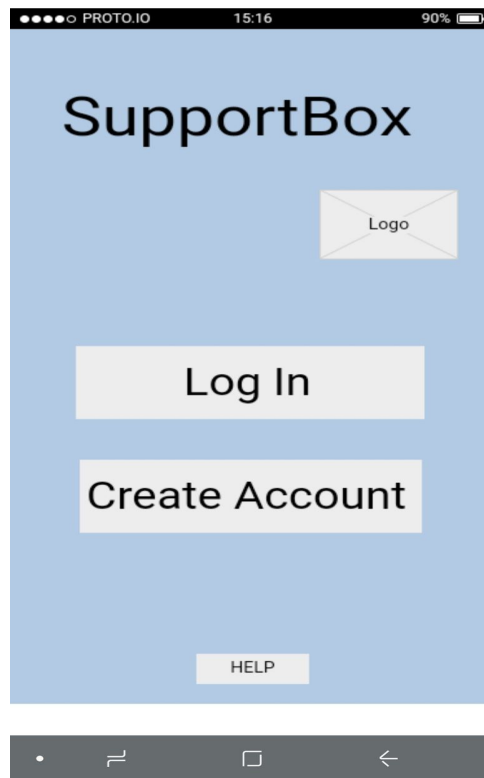 PROTO.IO 15:16 90%
SupportBox
Logo
Log In
Create Account
HELP